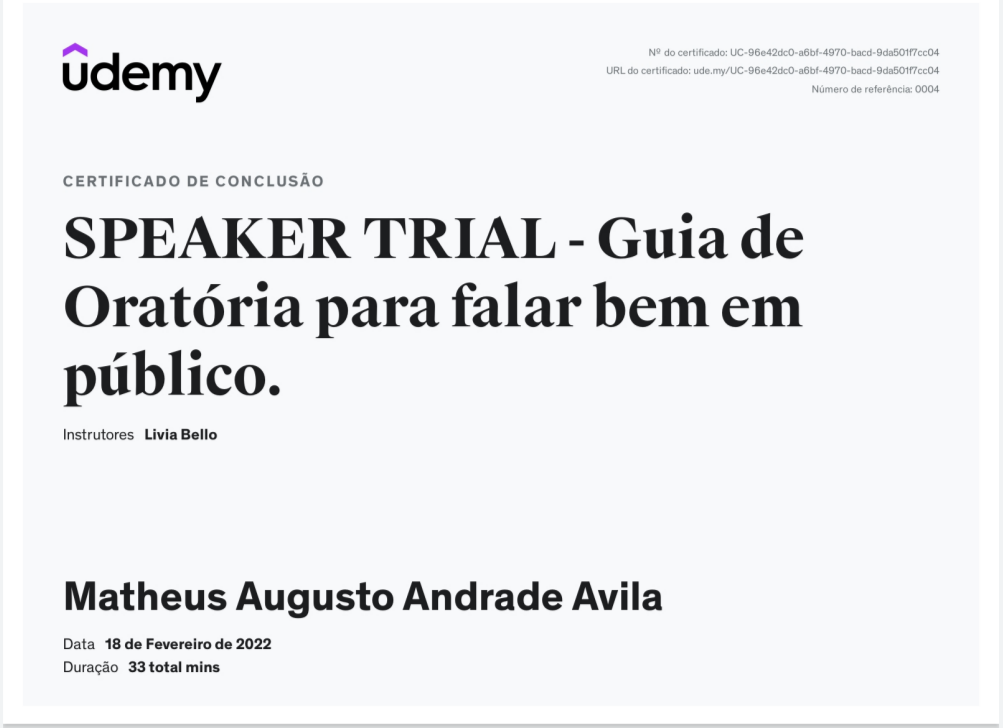 udemy
Nº do certificado: UC-96e42dc0-a6bf-4970-bacd-9da501f7cc04
URL do certificado: ude.my/UC-96e42dc0-a6bf-4970-bacd-9da501f7cc04
Número de referência: 0004
CERTIFICADO DE CONCLUSÃO
SPEAKER TRIAL - Guia de
Oratória para falar bem em
público.
Instrutores Livia Bello
Matheus Augusto Andrade Avila
Data 18 de Fevereiro de 2022
Duração 33 total mins